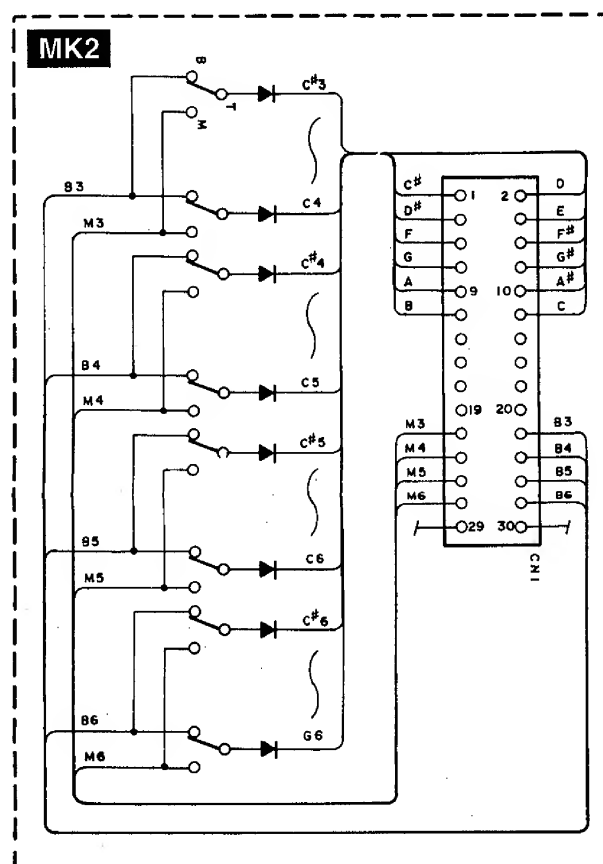 MK2
B
T
M
C#3
B3
C4
M3
C#4
B4
C5
M4
C#5
B5
C6
M5
C#6
B6
G6
M6
C# 1 2 D
D# E
F F#
G G#
A 9 10 A#
B C
19 20
M3 B3
M4 B4
M5 B5
M6 B6
29 30
CN1